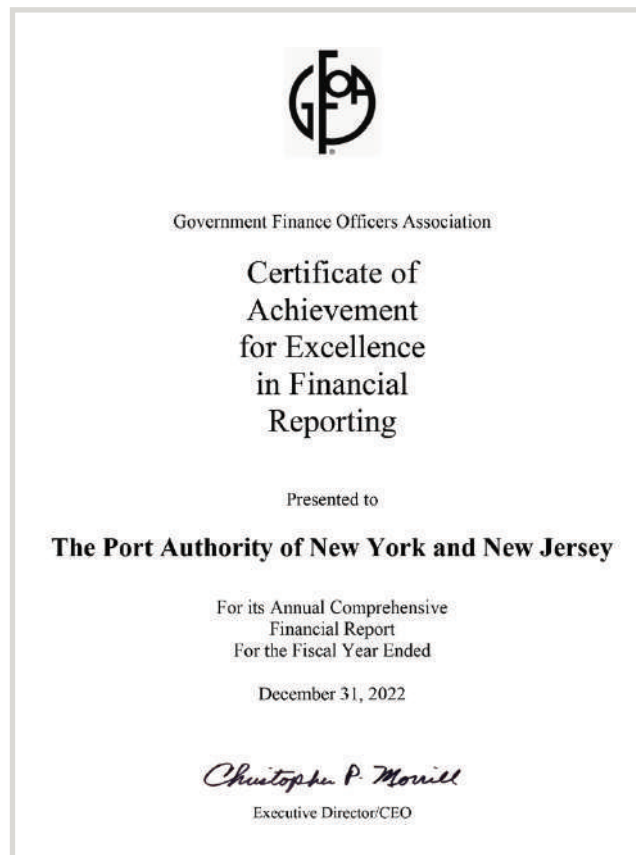 GFOA
Government Finance Officers Association
Certificate of
Achievement
for Excellence
in Financial
Reporting
Presented to
The Port Authority of New York and New Jersey
For its Annual Comprehensive
Financial Report
For the Fiscal Year Ended
December 31, 2022
Christopher P. Morrill
Executive Director/CEO